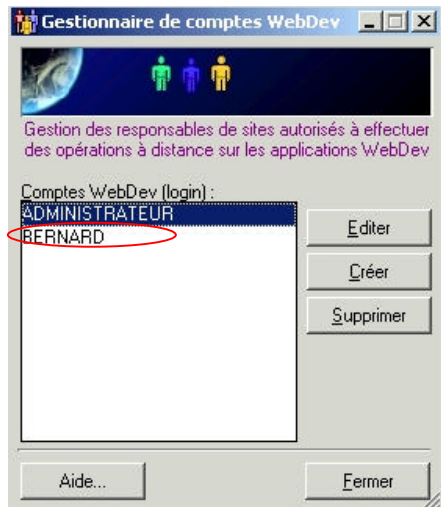 Gestionnaire de comptes WebDev
Gestion des responsables de sites autorisés à effectuer
des opérations à distance sur les applications WebDev
Comptes WebDev (login) :
ADMINISTRATEUR
BERNARD
Editer
Créer
Supprimer
Aide...
Fermer